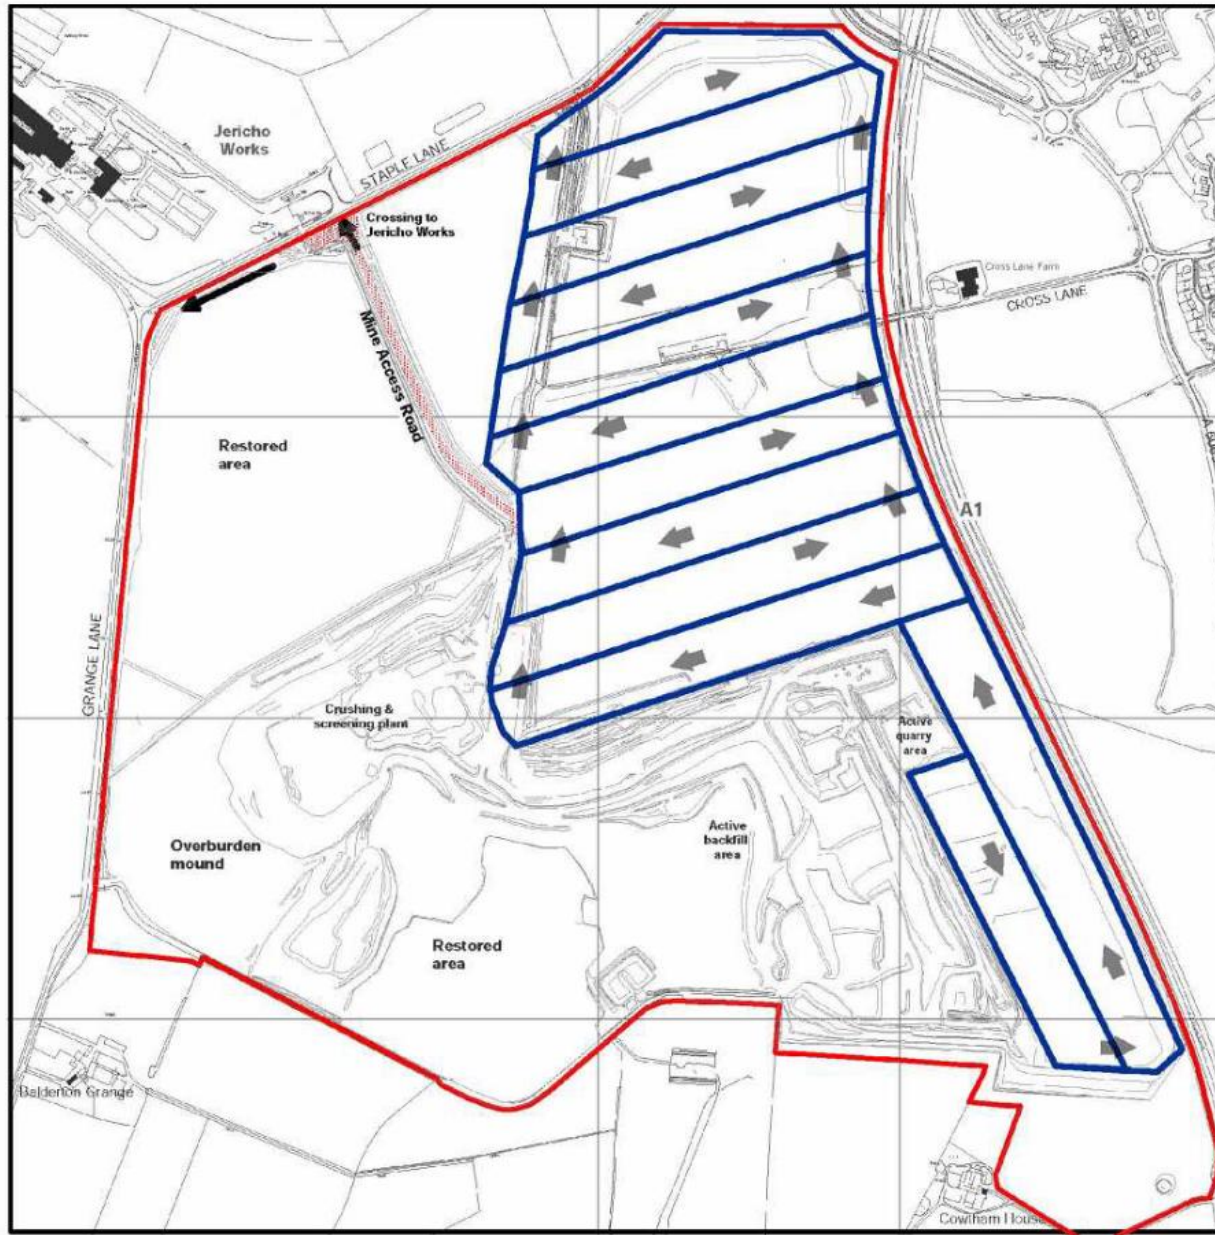 Jericho
Works
STAPLE LANE
Crossing to
Jericho Works
Mine Access Road
Cross Lane Farm
CROSS LANE
Restored
area
A1
GRANGE LANE
Crushing &
screening plant
Active
quarry
area
Overburden
mound
Active
backfill
area
Restored
area
Balderton Grange
Cowtham House